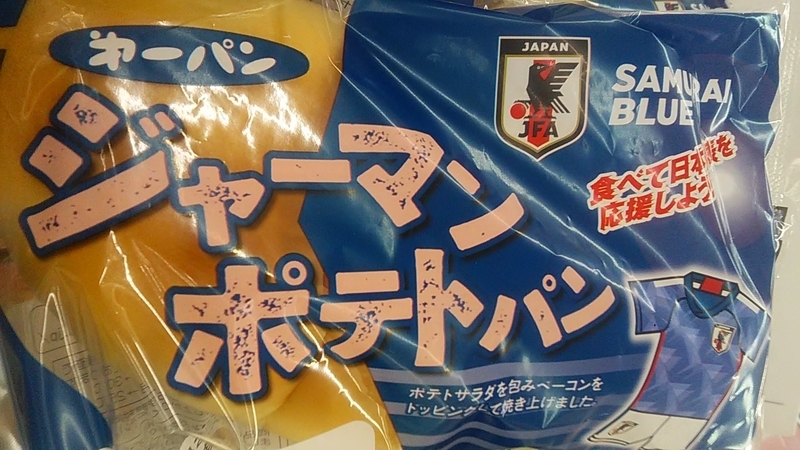 第一パン
ジャーマン
ポテトパン
JAPAN
JFA
SAMURAI
BLUE
食べて日本代表を
応援しよう
ポテトサラダを包みベーコンを
トッピングして焼き上げました。